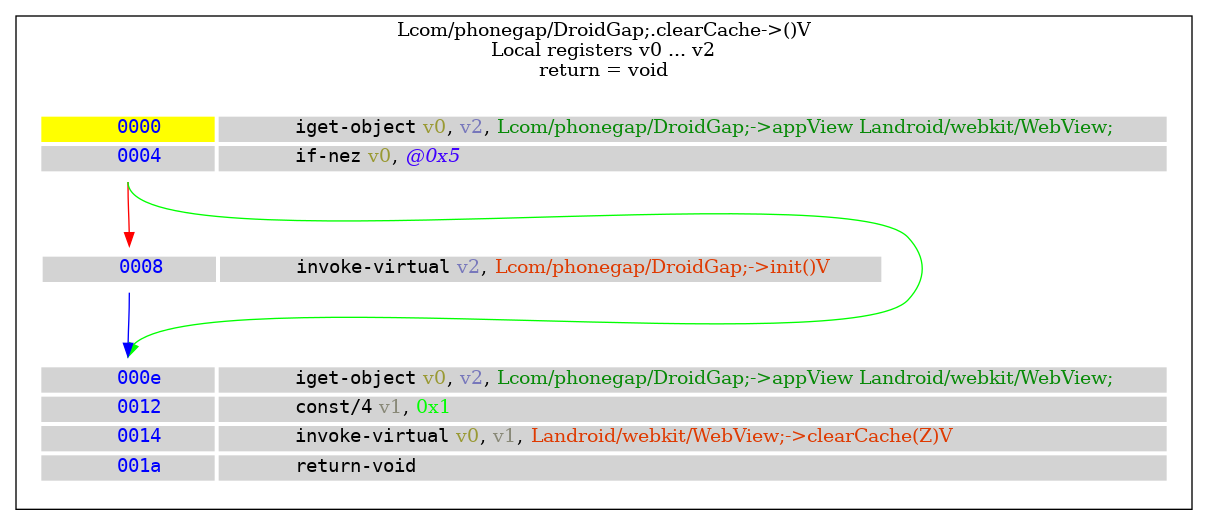 Lcom/phonegap/DroidGap;.clearCache->()V
Local registers v0 ... v2
return = void
0000 iget-object v0, v2, Lcom/phonegap/DroidGap;->appView Landroid/webkit/WebView;
0004 if-nez v0, @0x5
0008 invoke-virtual v2, Lcom/phonegap/DroidGap;->init()V
000e iget-object v0, v2, Lcom/phonegap/DroidGap;->appView Landroid/webkit/WebView;
0012 const/4 v1, 0x1
0014 invoke-virtual v0, v1, Landroid/webkit/WebView;->clearCache(Z)V
001a return-void